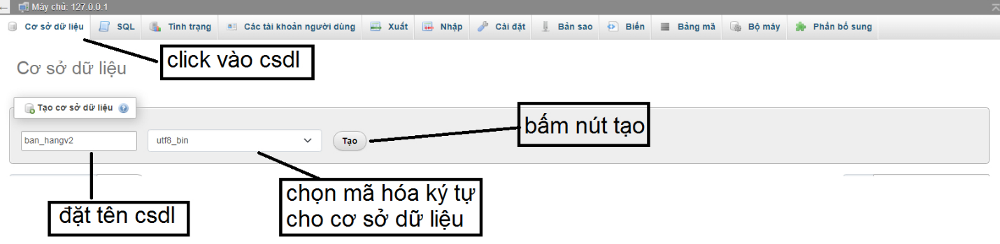 Máy chủ: 127.0.0.1
Cơ sở dữ liệu SQL Tình trạng Các tài khoản người dùng Xuất Nhập Cài đặt Bản sao Biến Bảng mã Bộ máy Phần bổ sung
click vào csdl
Cơ sở dữ liệu
Tạo cơ sở dữ liệu
bấm nút tạo
ban_hangv2 utf8_bin Tạo
chọn mã hóa ký tự
cho cơ sở dữ liệu
đặt tên csdl